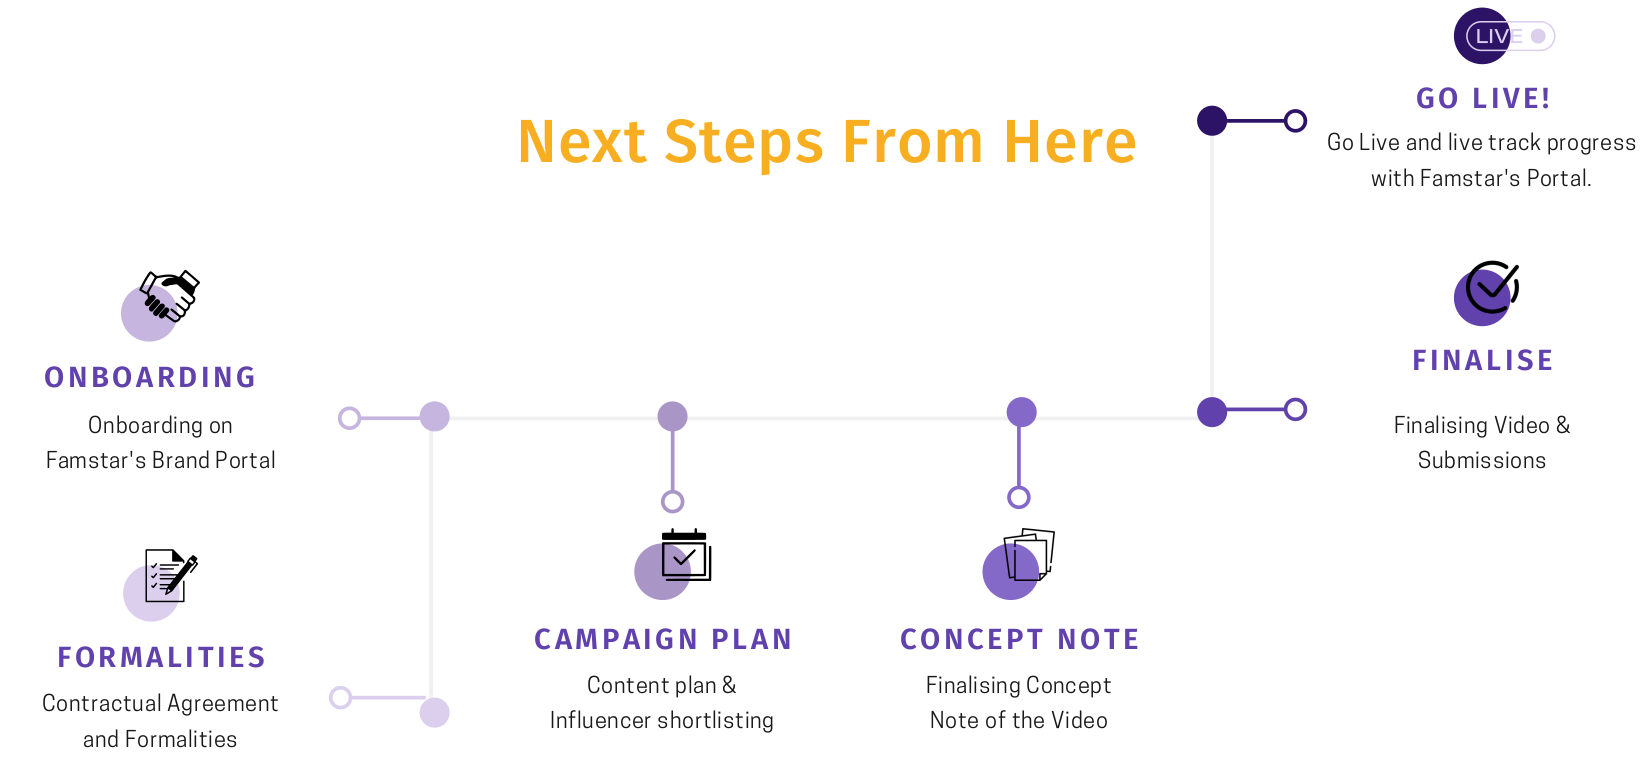 LIVE
GO LIVE!
Go Live and live track progress
with Famstar's Portal.
Next Steps From Here
ONBOARDING
Onboarding on
Famstar's Brand Portal
FINALISE
Finalising Video &
Submissions
FORMALITIES
Contractual Agreement
and Formalities
CAMPAIGN PLAN
Content plan &
Influencer shortlisting
CONCEPT NOTE
Finalising Concept
Note of the Video